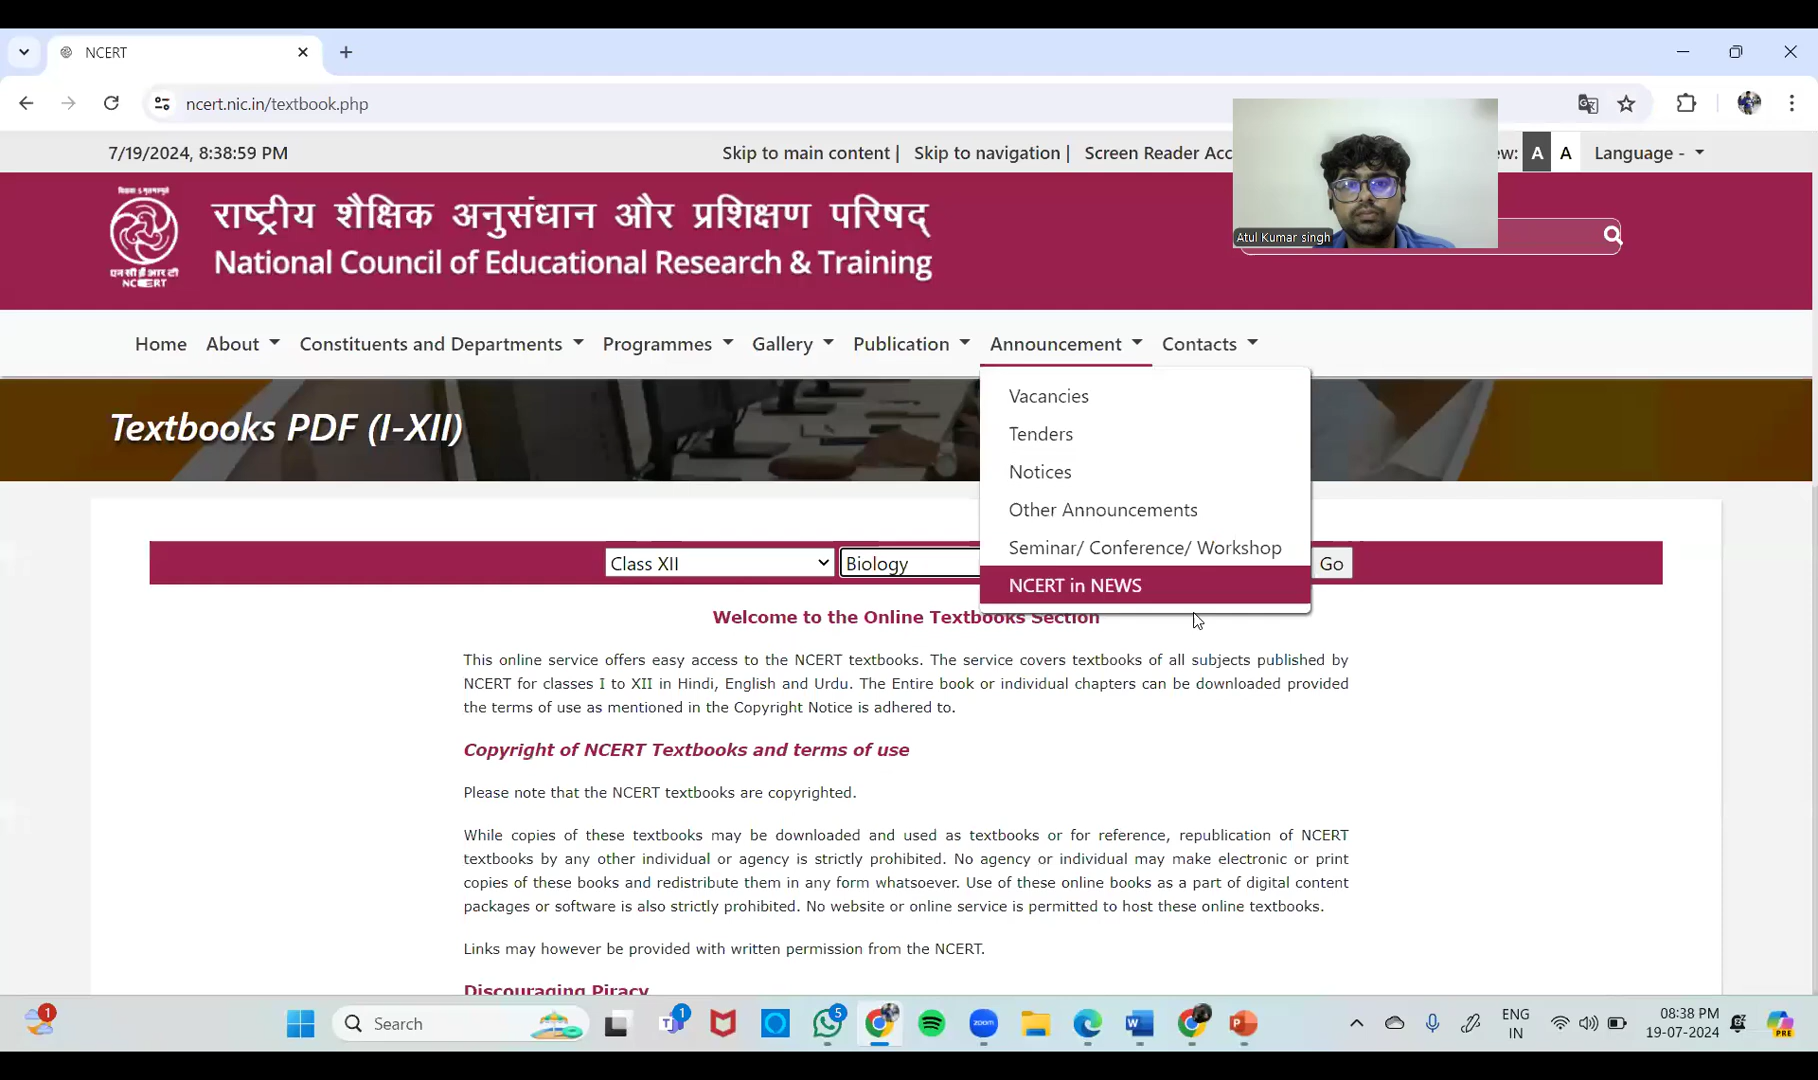 NCERT
ncert.nic.in/textbook.php
7/19/2024, 8:38:59 PM
Skip to main content |
Skip to navigation |
Screen Reader Acc
ew:
A
A
Language -
राष्ट्रीय शैक्षिक अनुसंधान और प्रशिक्षण परिषद्
National Council of Educational Research & Training
एन सी ई आर टी
NCERT
Atul Kumar singh
Home
About
Constituents and Departments
Programmes
Gallery
Publication
Announcement
Contacts
Vacancies
Tenders
Notices
Other Announcements
Seminar/ Conference/ Workshop
NCERT in NEWS
Textbooks PDF (I-XII)
Class XII
Biology
Go
Welcome to the Online Textbooks Section
This online service offers easy access to the NCERT textbooks. The service covers textbooks of all subjects published by
NCERT for classes I to XII in Hindi, English and Urdu. The Entire book or individual chapters can be downloaded provided
the terms of use as mentioned in the Copyright Notice is adhered to.
Copyright of NCERT Textbooks and terms of use
Please note that the NCERT textbooks are copyrighted.
While copies of these textbooks may be downloaded and used as textbooks or for reference, republication of NCERT
textbooks by any other individual or agency is strictly prohibited. No agency or individual may make electronic or print
copies of these books and redistribute them in any form whatsoever. Use of these online books as a part of digital content
packages or software is also strictly prohibited. No website or online service is permitted to host these online textbooks.
Links may however be provided with written permission from the NCERT.
Discouraging Piracy
1
Search
1
5
zoom
ENG
IN
08:38 PM
19-07-2024
PRE